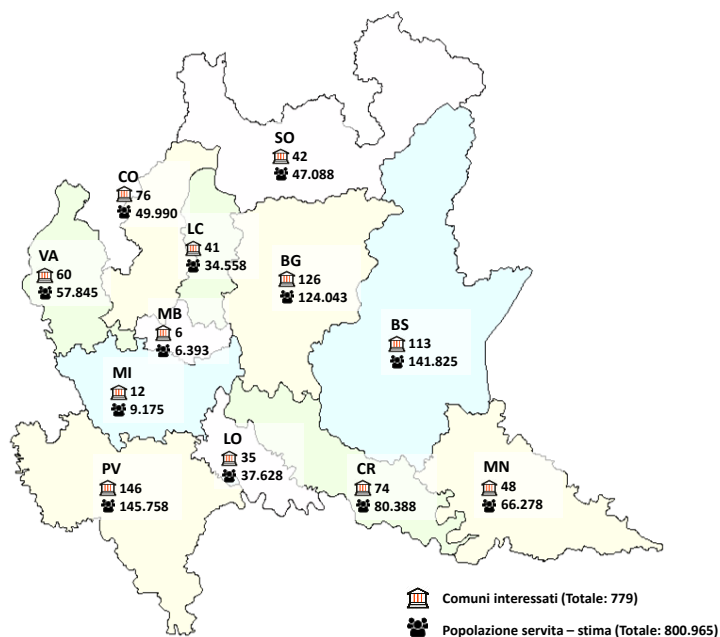 SO
42
47.088
CO
76
49.990
LC
41
34.558
VA
60
57.845
BG
126
124.043
MB
6
6.393
BS
113
141.825
MI
12
9.175
LO
35
37.628
PV
146
145.758
CR
74
80.388
MN
48
66.278
Comuni interessati (Totale: 779)
Popolazione servita – stima (Totale: 800.965)